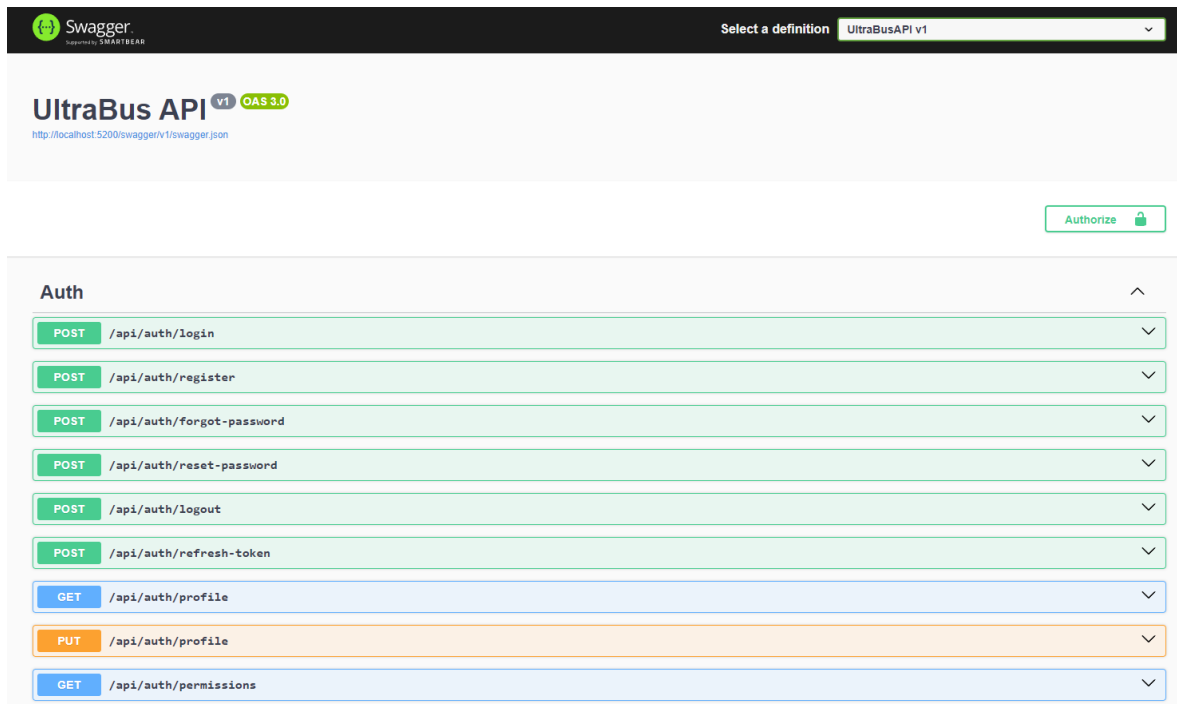 Swagger.
Supported by SMARTBEAR
Select a definition
UltraBusAPI v1
UltraBus API v1 OAS 3.0
http://localhost:5200/swagger/v1/swagger.json
Authorize
Auth
POST /api/auth/login
POST /api/auth/register
POST /api/auth/forgot-password
POST /api/auth/reset-password
POST /api/auth/logout
POST /api/auth/refresh-token
GET /api/auth/profile
PUT /api/auth/profile
GET /api/auth/permissions